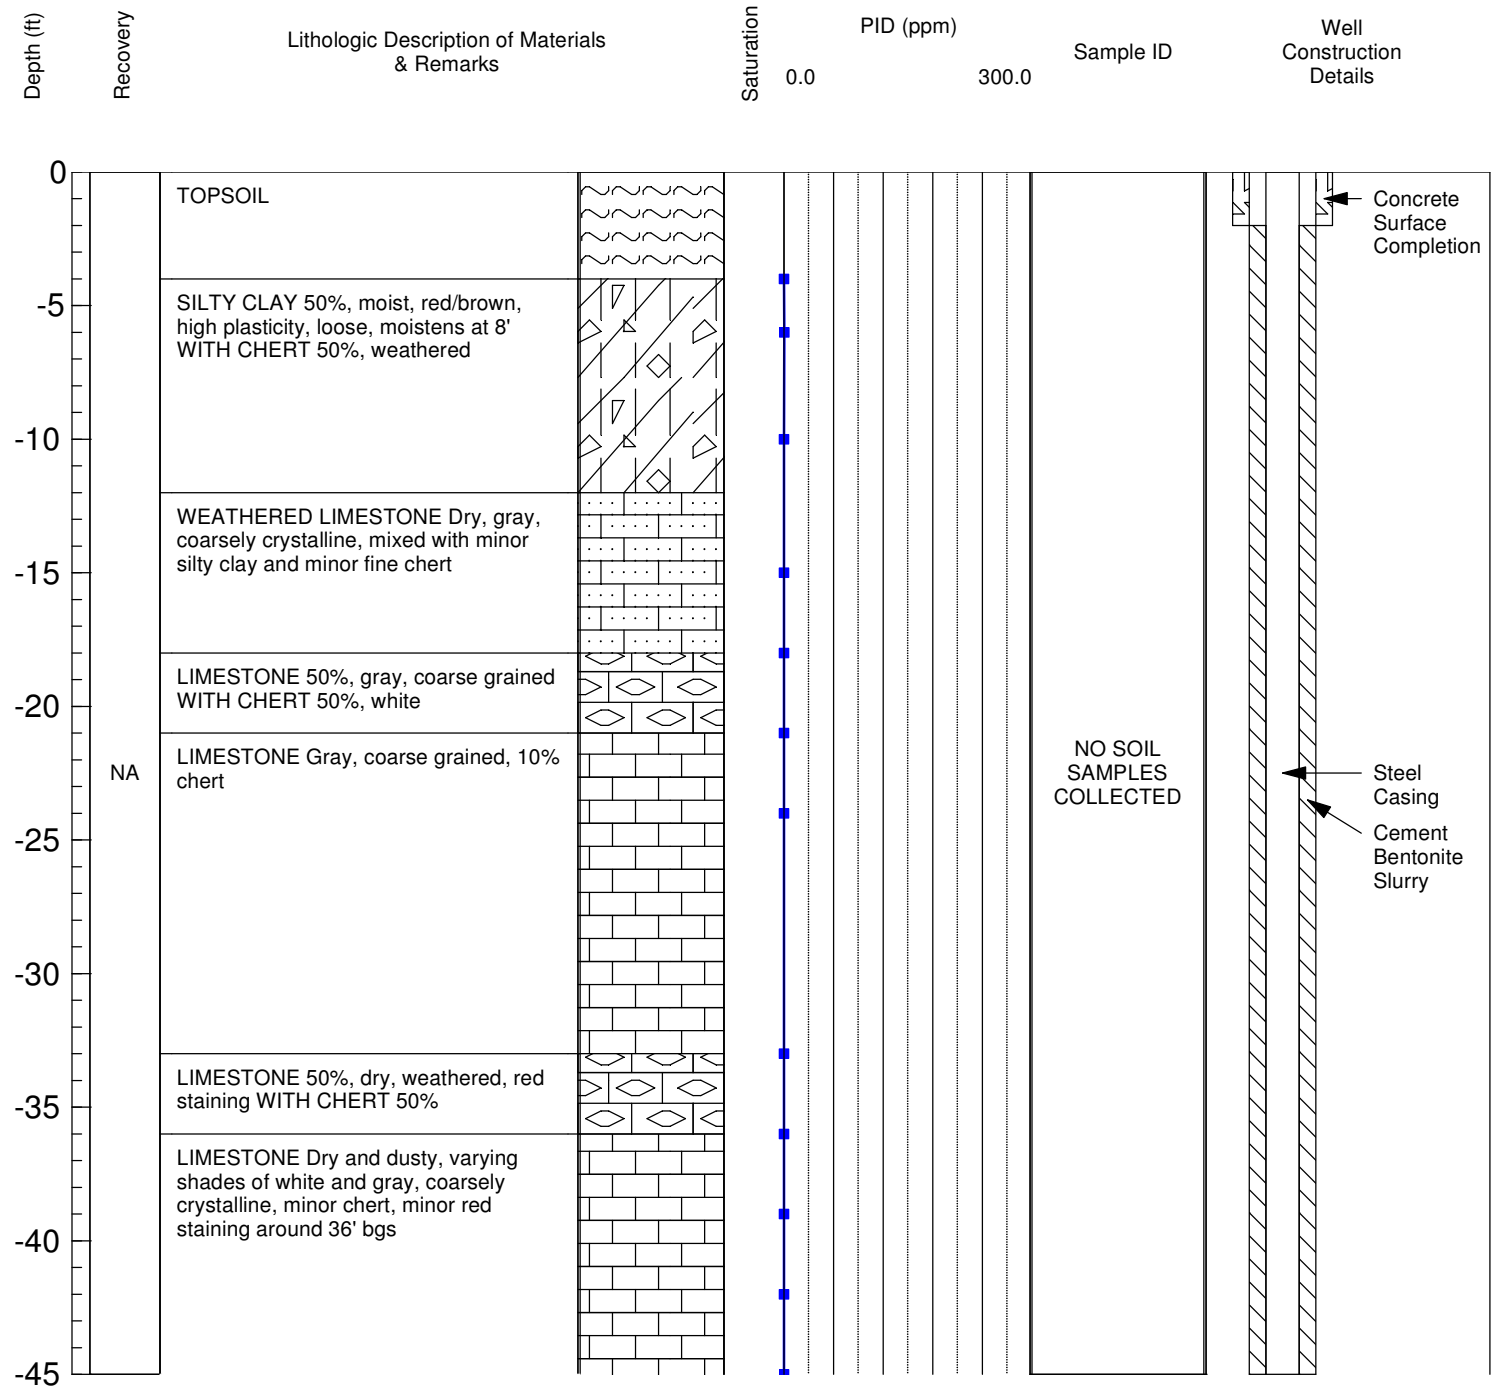 Depth (ft)
Recovery
Lithologic Description of Materials
& Remarks
Saturation
PID (ppm)
0.0
300.0
Sample ID
Well
Construction
Details
0
TOPSOIL
Concrete
Surface
Completion
-5
SILTY CLAY 50%, moist, red/brown,
high plasticity, loose, moistens at 8'
WITH CHERT 50%, weathered
-10
WEATHERED LIMESTONE Dry, gray,
coarsely crystalline, mixed with minor
silty clay and minor fine chert
-15
LIMESTONE 50%, gray, coarse grained
WITH CHERT 50%, white
-20
LIMESTONE Gray, coarse grained, 10%
chert
NA
NO SOIL
SAMPLES
COLLECTED
Steel
Casing
Cement
Bentonite
Slurry
-25
-30
LIMESTONE 50%, dry, weathered, red
staining WITH CHERT 50%
-35
LIMESTONE Dry and dusty, varying
shades of white and gray, coarsely
crystalline, minor chert, minor red
staining around 36' bgs
-40
-45